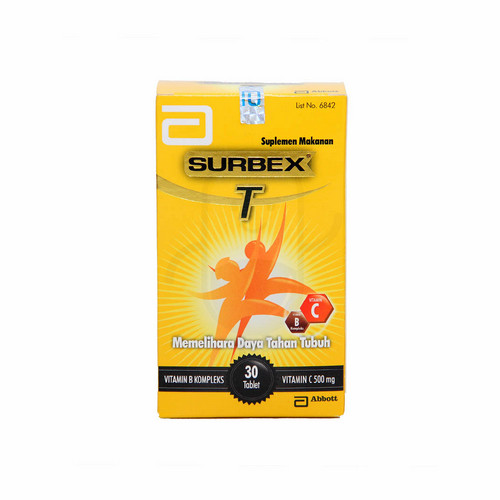 List No. 6842
Suplemen Makanan
SURBEX
T
VITAMIN
C
B
Kompleks
Memelihara Daya Tahan Tubuh
VITAMIN B KOMPLEKS
30
Tablet
VITAMIN C 500 mg
Abbott